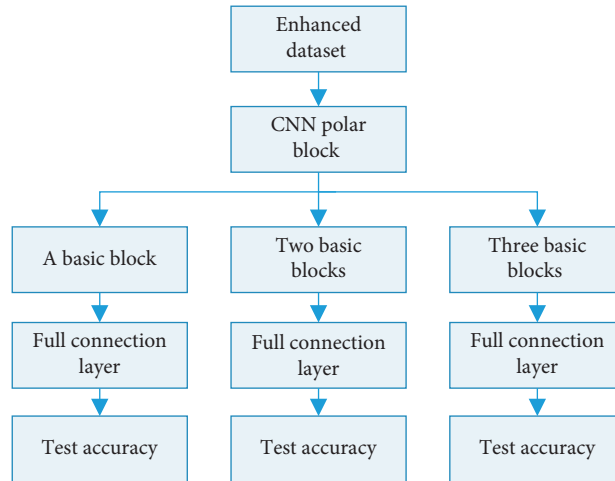 Enhanced
dataset
CNN polar
block
A basic block
Two basic
blocks
Three basic
blocks
Full connection
layer
Full connection
layer
Full connection
layer
Test accuracy
Test accuracy
Test accuracy